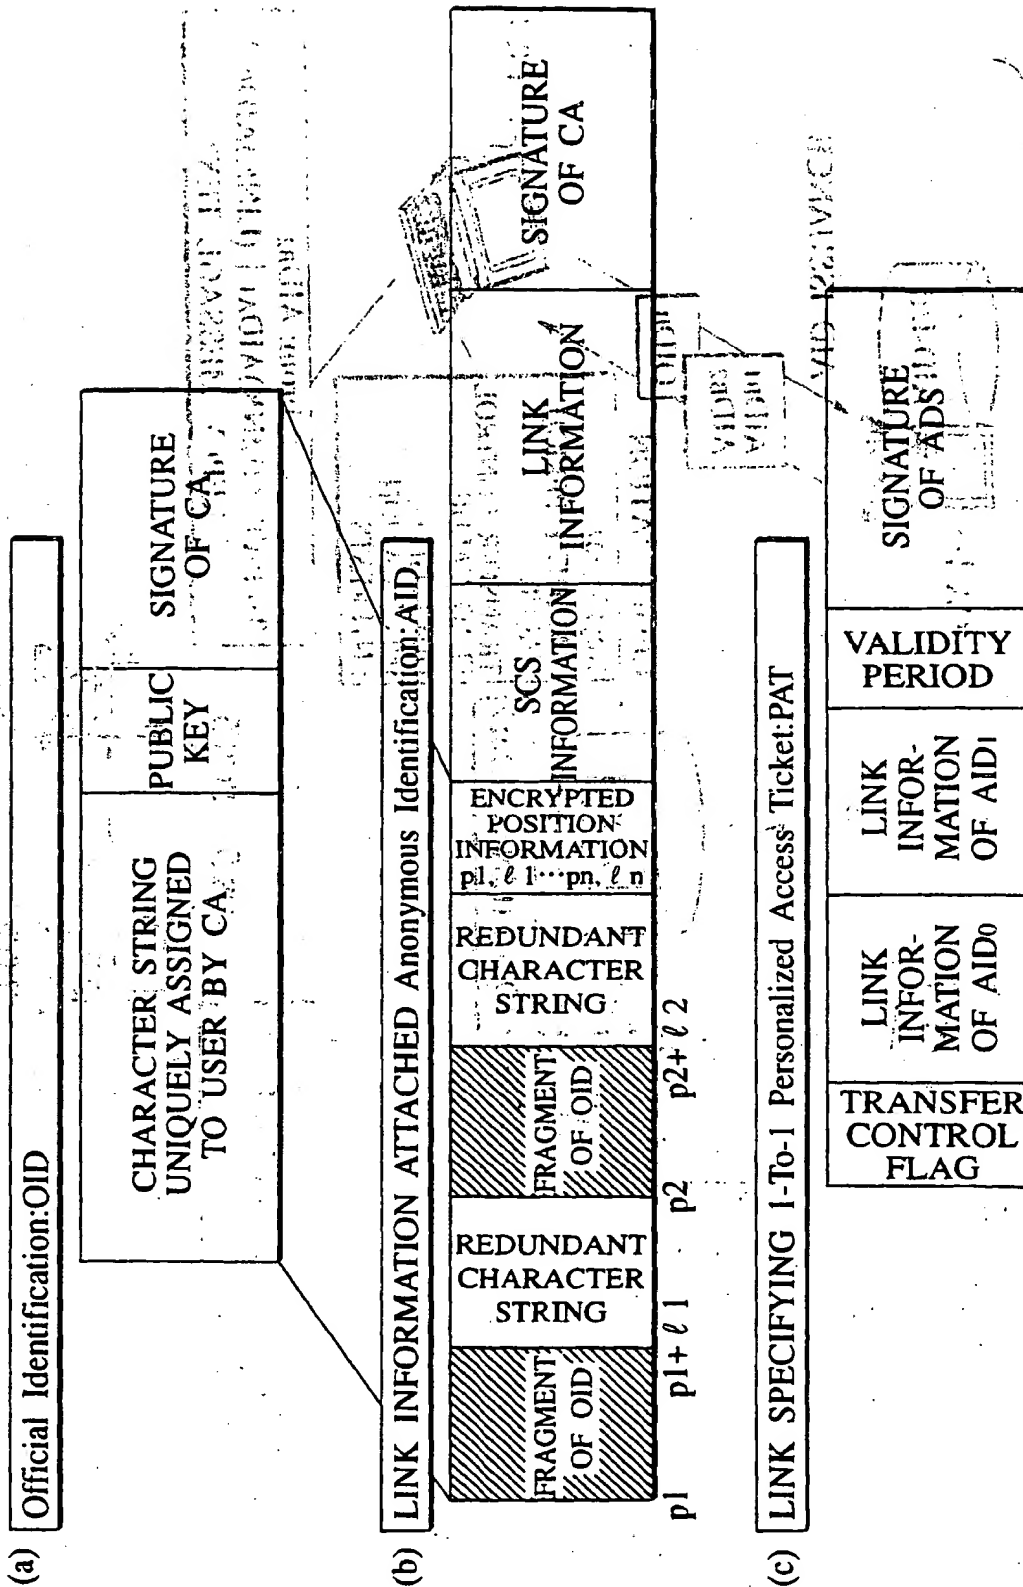 (a)
Official Identification:OID
CHARACTER STRING
UNIQUELY ASSIGNED
TO USER BY CA
PUBLIC
KEY
SIGNATURE
OF CA
(b)
LINK INFORMATION ATTACHED Anonymous Identification:AID
FRAGMENT
OF OID
REDUNDANT
CHARACTER
STRING
FRAGMENT
OF OID
REDUNDANT
CHARACTER
STRING
ENCRYPTED
POSITION
INFORMATION
p1, ℓ 1···pn, ℓ n
SCS
INFORMATION
LINK
INFORMATION
SIGNATURE
OF CA
p1
p1+ ℓ 1
p2
p2+ ℓ 2
(c)
LINK SPECIFYING 1-To-1 Personalized Access Ticket:PAT
TRANSFER
CONTROL
FLAG
LINK
INFOR-
MATION
OF AID0
LINK
INFOR-
MATION
OF AID1
VALIDITY
PERIOD
SIGNATURE
OF ADS